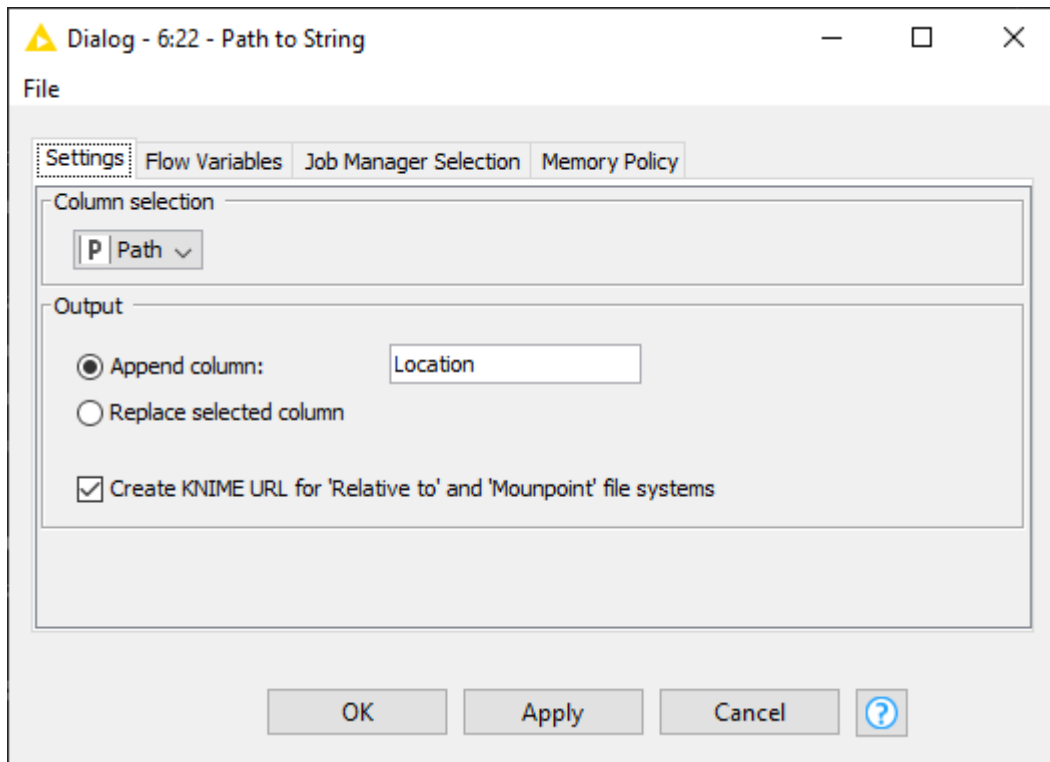 Dialog - 6:22 - Path to String
File
Settings Flow Variables Job Manager Selection Memory Policy
Column selection
P Path
Output
Append column: Location
Replace selected column
Create KNIME URL for 'Relative to' and 'Mounpoint' file systems
OK Apply Cancel ?